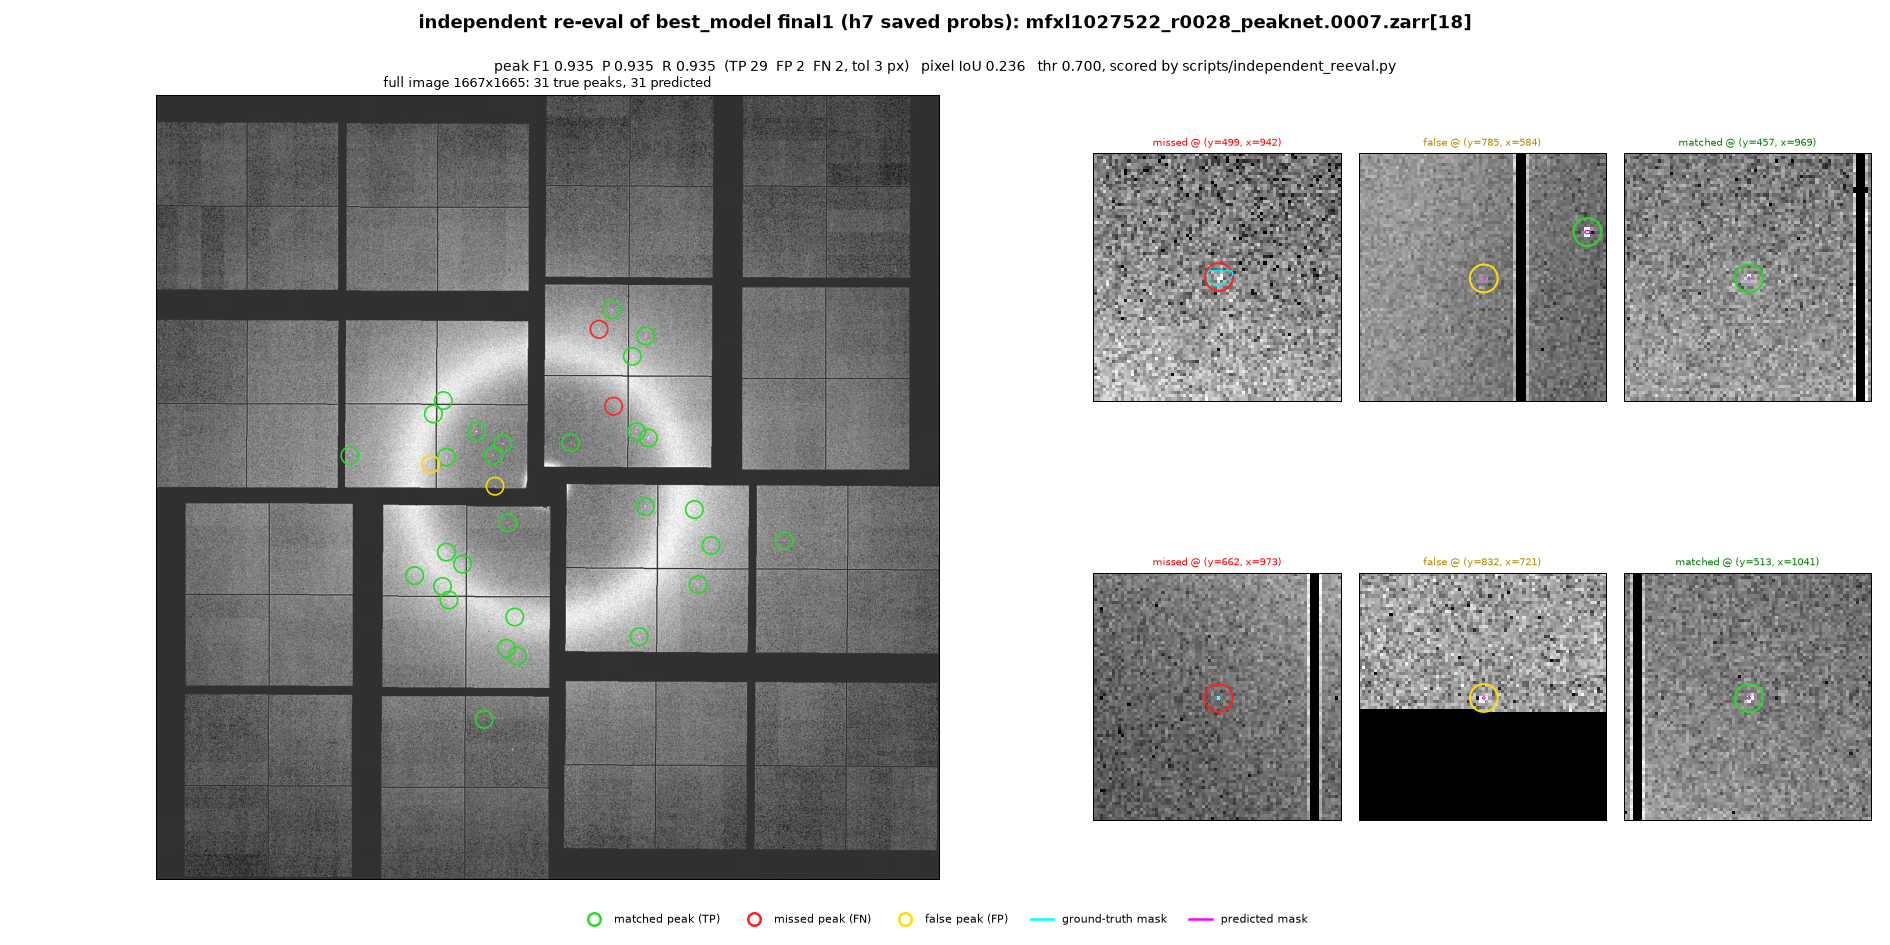 independent re-eval of best_model final1 (h7 saved probs): mfxl1027522_r0028_peaknet.0007.zarr[18]
peak F1 0.935  P 0.935  R 0.935  (TP 29  FP 2  FN 2, tol 3 px)   pixel IoU 0.236   thr 0.700, scored by scripts/independent_reeval.py
full image 1667x1665: 31 true peaks, 31 predicted
missed @ (y=499, x=942)
false @ (y=785, x=584)
matched @ (y=457, x=969)
missed @ (y=662, x=973)
false @ (y=832, x=721)
matched @ (y=513, x=1041)
matched peak (TP)
missed peak (FN)
false peak (FP)
ground-truth mask
predicted mask